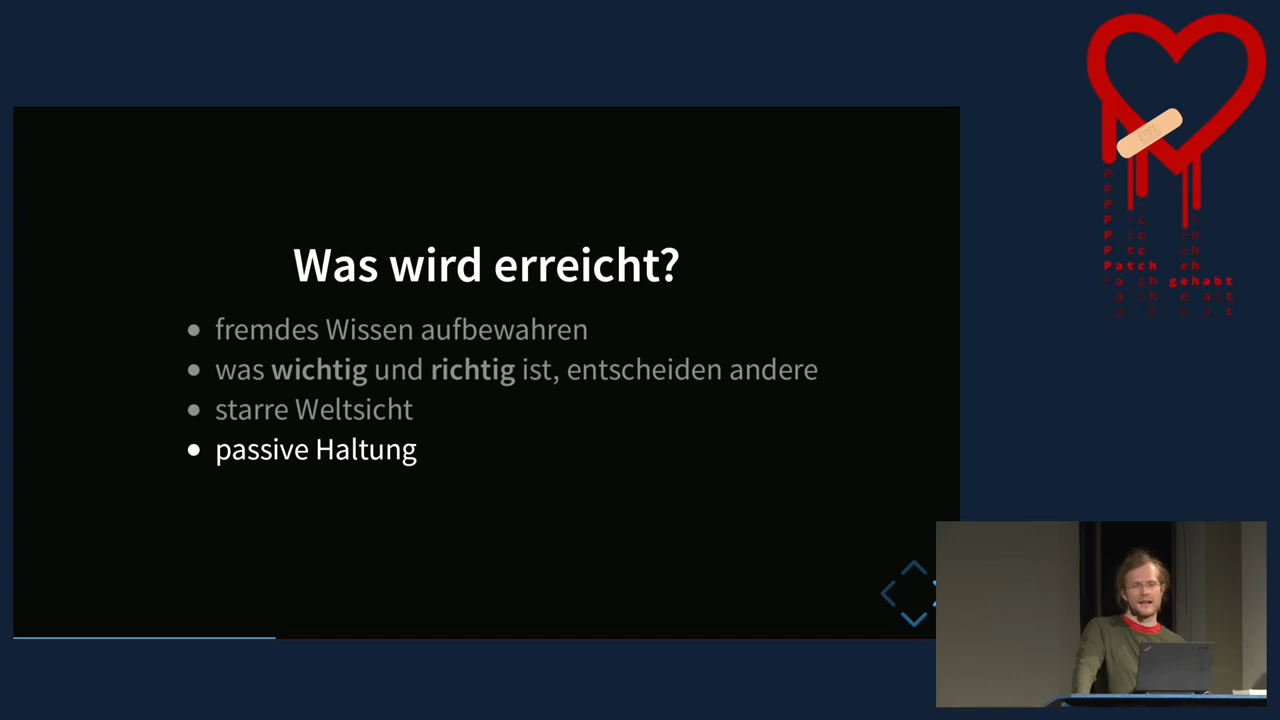 Was wird erreicht?
fremdes Wissen aufbewahren
was wichtig und richtig ist, entscheiden andere
starre Weltsicht
passive Haltung
Patch
gehabt